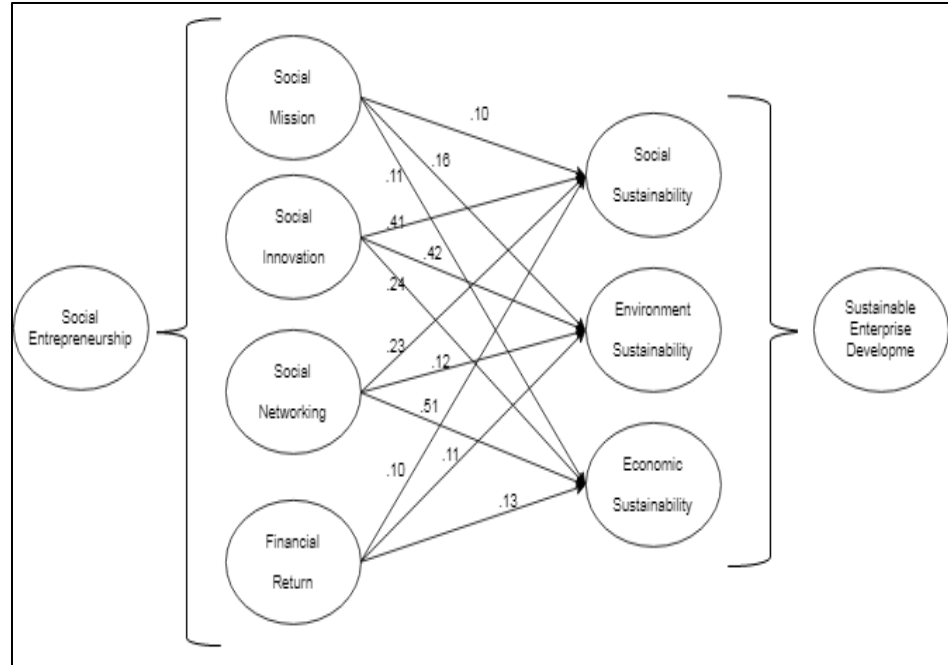 Social
Entrepreneurship
Social
Mission
Social
Innovation
Social
Networking
Financial
Return
.10
.16
.11
.41
.42
.24
.23
.12
.51
.10
.11
.13
Social
Sustainability
Environment
Sustainability
Economic
Sustainability
Sustainable
Enterprise
Developme